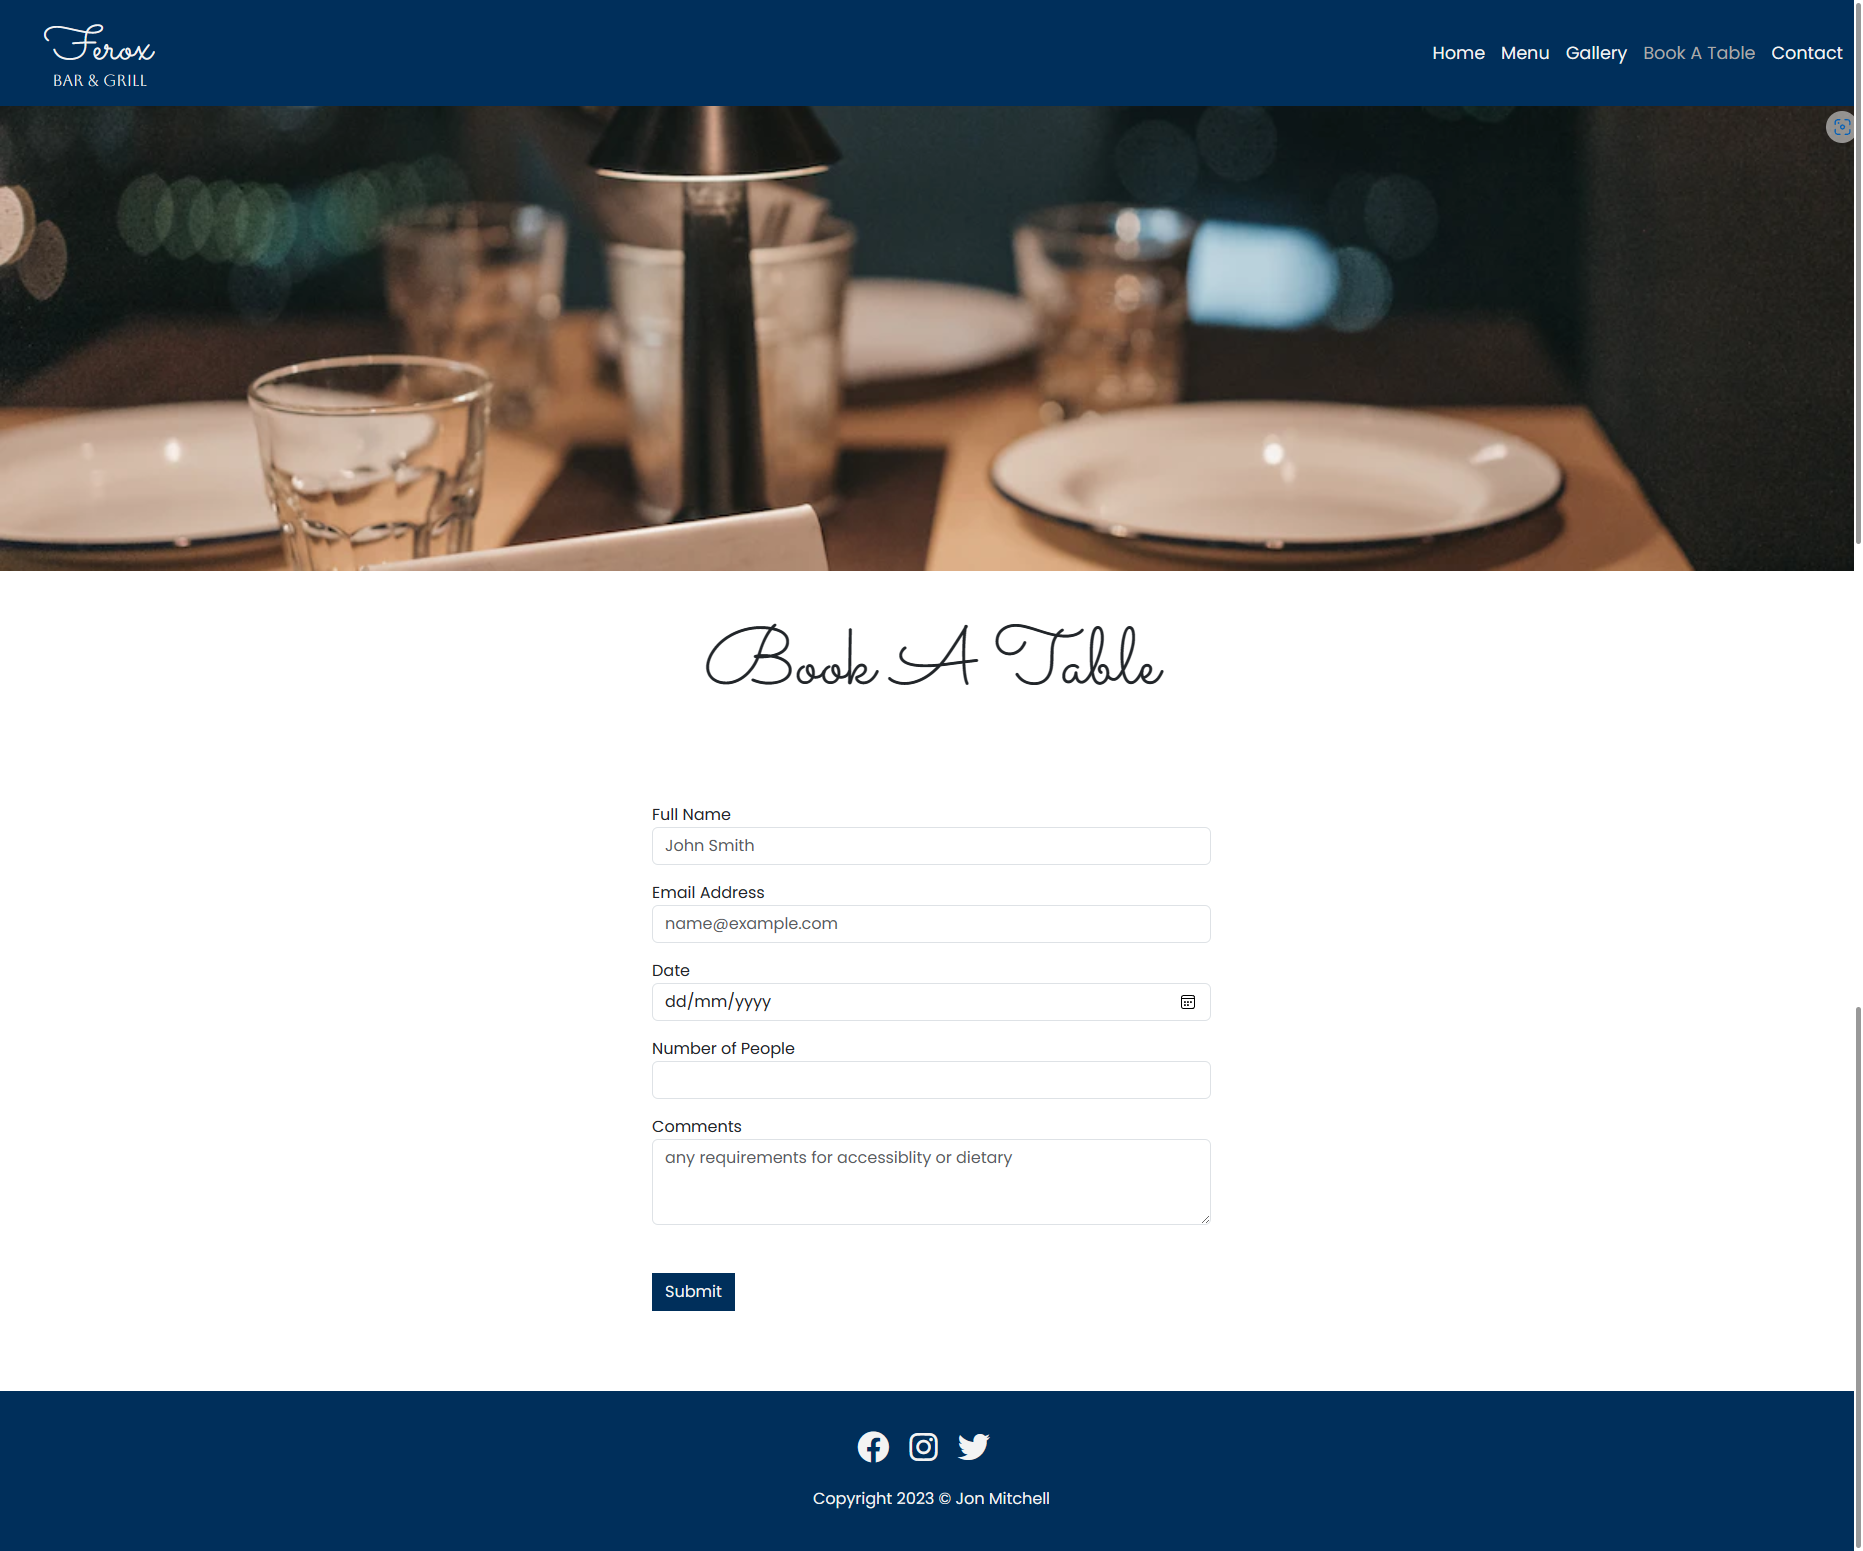 Ferox
BAR & GRILL
Home Menu Gallery Book A Table Contact
Book A Table
Full Name
John Smith
Email Address
name@example.com
Date
dd/mm/yyyy
Number of People
Comments
any requirements for accessiblity or dietary
Submit
Copyright 2023 © Jon Mitchell